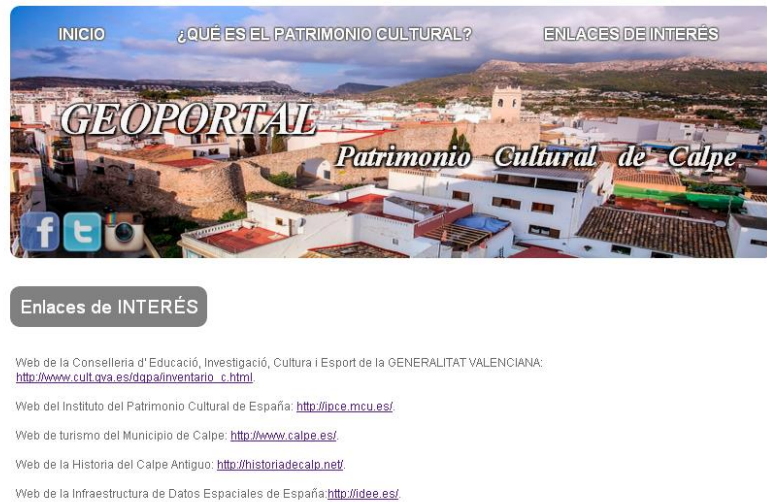 INICIO ¿QUÉ ES EL PATRIMONIO CULTURAL? ENLACES DE INTERÉS
GEOPORTAL
Patrimonio Cultural de Calpe
Enlaces de INTERÉS
Web de la Conselleria d' Educació, Investigació, Cultura i Esport de la GENERALITAT VALENCIANA:
http://www.cult.gva.es/dgpa/inventario_c.html.
Web del Instituto del Patrimonio Cultural de España: http://ipce.mcu.es/.
Web de turismo del Municipio de Calpe: http://www.calpe.es/.
Web de la Historia del Calpe Antiguo: http://historiadecalp.net/.
Web de la Infraestructura de Datos Espaciales de España:http://idee.es/.